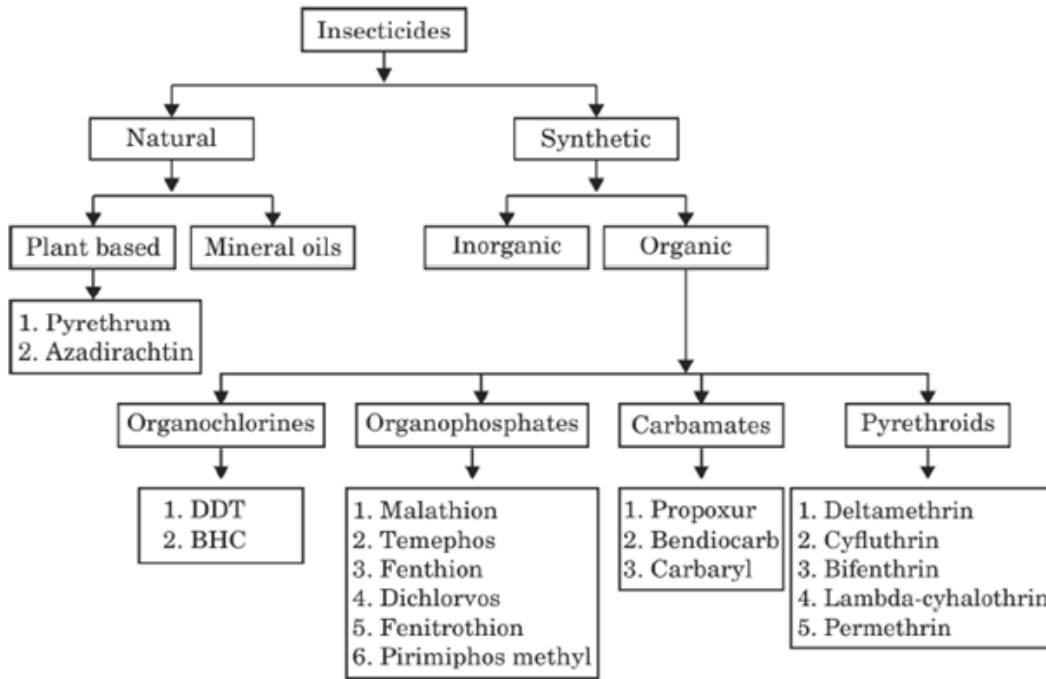 Insecticides
Natural
Synthetic
Plant based
Mineral oils
Inorganic
Organic
1. Pyrethrum
2. Azadirachtin
Organochlorines
Organophosphates
Carbamates
Pyrethroids
1. DDT
2. BHC
1. Malathion
2. Temephos
3. Fenthion
4. Dichlorvos
5. Fenitrothion
6. Pirimiphos methyl
1. Propoxur
2. Bendiocarb
3. Carbaryl
1. Deltamethrin
2. Cyfluthrin
3. Bifenthrin
4. Lambda-cyhalothrin
5. Permethrin